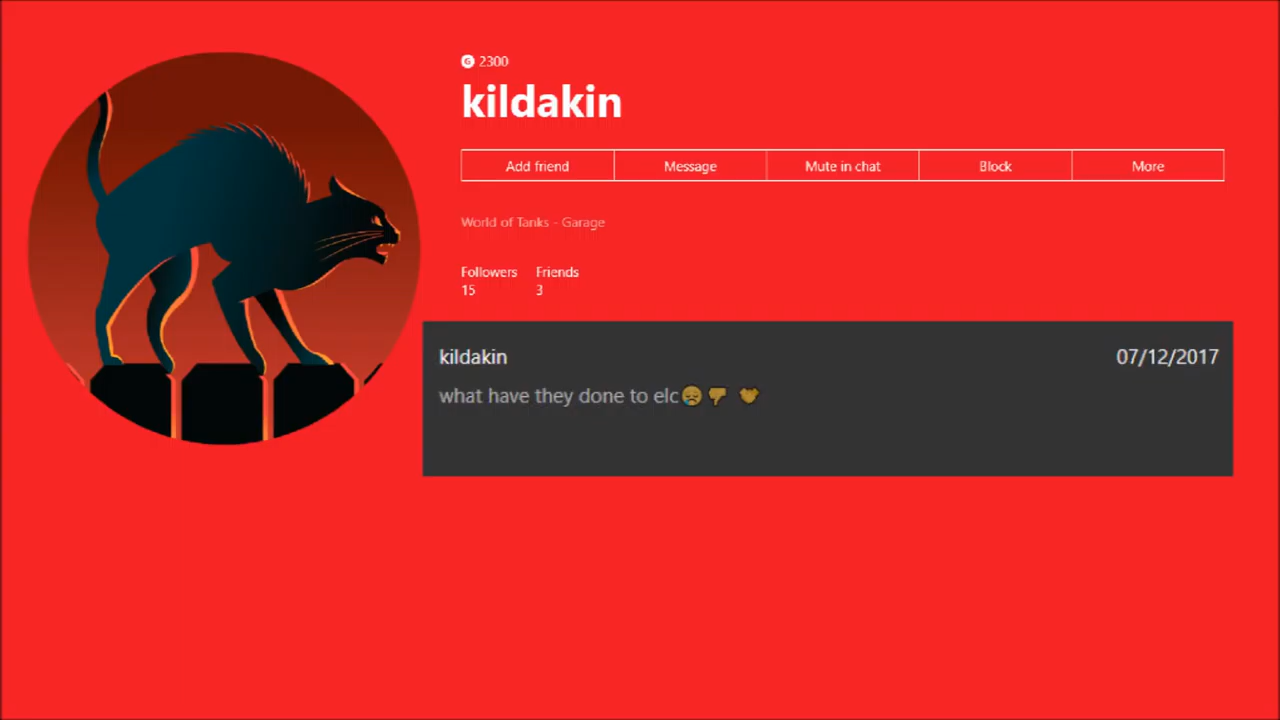 G 2300
kildakin
Add friend Message Mute in chat Block More
World of Tanks - Garage
Followers Friends
15 3
kildakin 07/12/2017
what have they done to elc